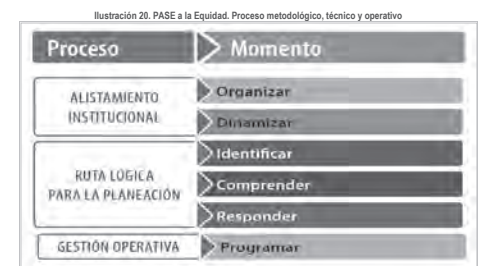 Ilustración 20. PASE a la Equidad. Proceso metodológico, técnico y operativo
Proceso Momento
ALISTAMIENTO
INSTITUCIONAL
Organizar
Dinamizar
RUTA LÓGICA
PARA LA PLANEACIÓN
Identificar
Comprender
Responder
GESTIÓN OPERATIVA Programar